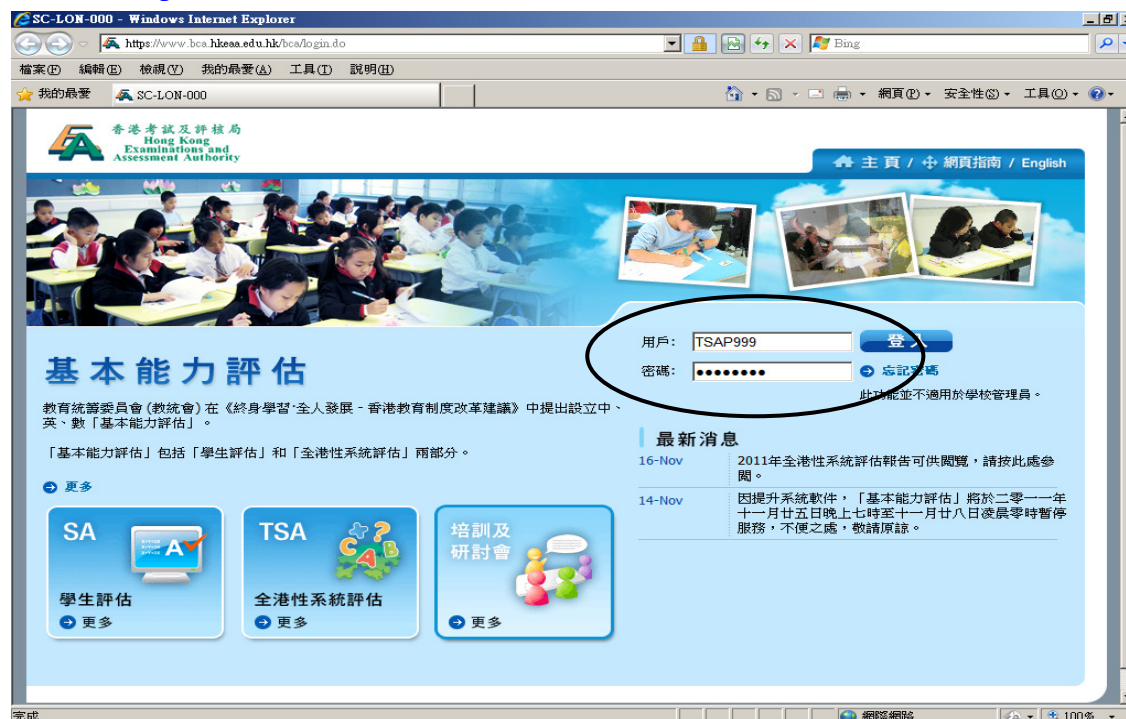 SC-LON-000 - Windows Internet Explorer
https://www.bca.hkeaa.edu.hk/bca/login.do
Bing
檔案(F) 編輯(E) 檢視(V) 我的最愛(A) 工具(T) 說明(H)
我的最愛 SC-LON-000 網頁(P) 安全性(S) 工具(O)
香港考試及評核局
Hong Kong
Examinations and
Assessment Authority
主頁 / 網頁指南 / English
用戶: TSAP999 登入
密碼: ●●●●●●●● 忘記密碼
此功能並不適用於學校管理員。
基本能力評估
教育統籌委員會 (教統會) 在《終身學習·全人發展 - 香港教育制度改革建議》中提出設立中、
英、數「基本能力評估」。
「基本能力評估」包括「學生評估」和「全港性系統評估」兩部分。
更多
最新消息
16-Nov 2011年全港性系統評估報告可供閱覽，請按此處參
閱。
14-Nov 因提升系統軟件，「基本能力評估」將於二零一一年
十一月廿五日晚上七時至十一月廿八日凌晨零時暫停
服務，不便之處，敬請原諒。
SA
學生評估
更多
TSA
全港性系統評估
更多
培訓及
研討會
更多
完成 網際網路 100%